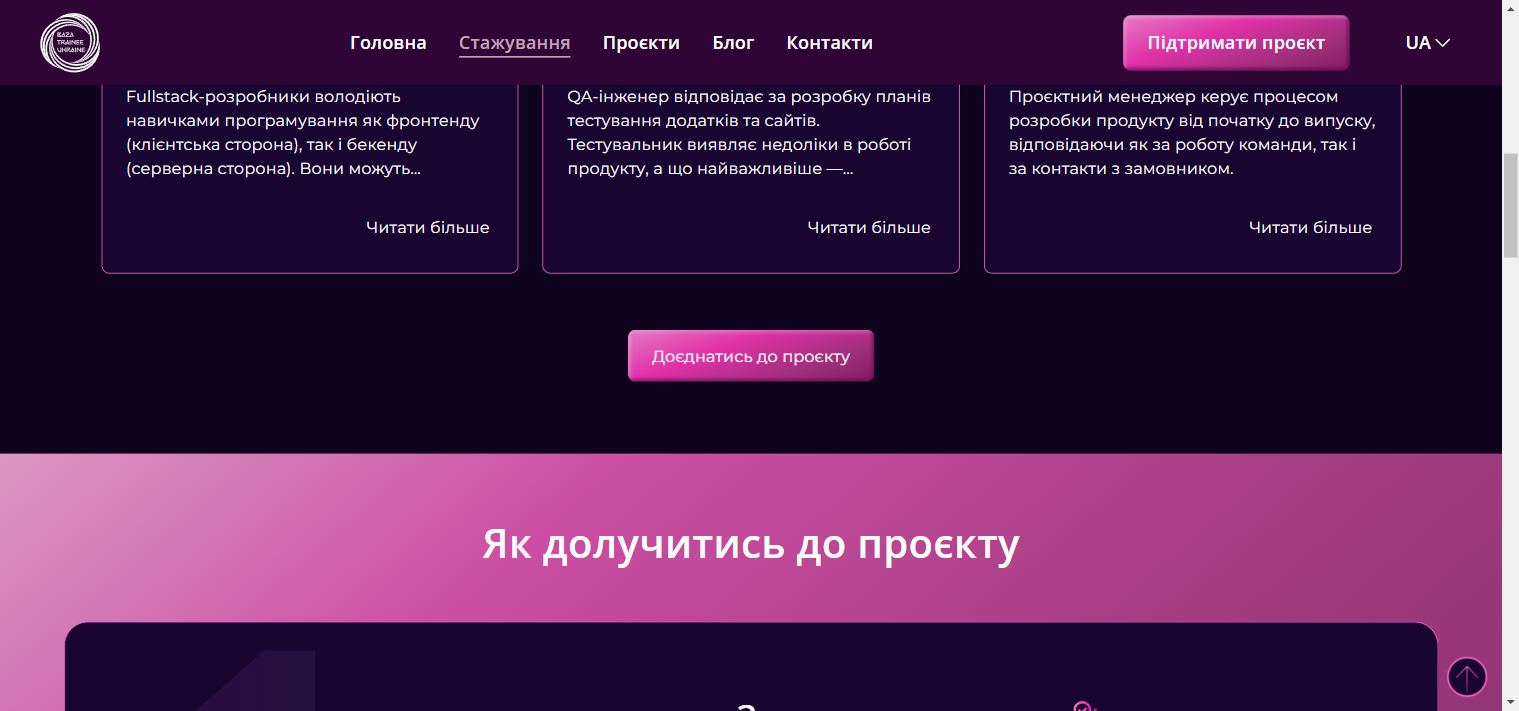 BAZA
TRAINEE
UKRAINE
Головна
Стажування
Проєкти
Блог
Контакти
Підтримати проєкт
UA
Fullstack-розробники володіють
навичками програмування як фронтенду
(клієнтська сторона), так і бекенду
(серверна сторона). Вони можуть...
Читати більше
QA-інженер відповідає за розробку планів
тестування додатків та сайтів.
Тестувальник виявляє недоліки в роботі
продукту, а що найважливіше —...
Читати більше
Проєктний менеджер керує процесом
розробки продукту від початку до випуску,
відповідаючи як за роботу команди, так і
за контакти з замовником.
Читати більше
Доєднатись до проєкту
Як долучитись до проєкту